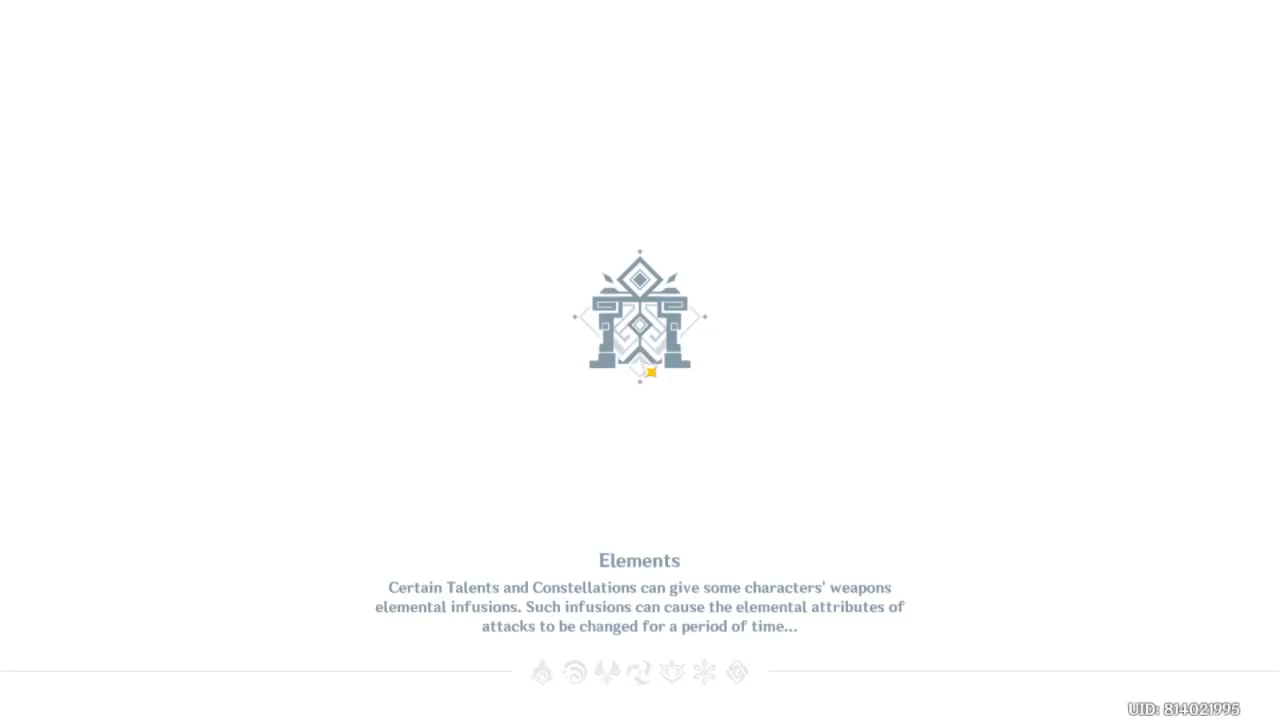 Elements
Certain Talents and Constellations can give some characters' weapons
elemental infusions. Such infusions can cause the elemental attributes of
attacks to be changed for a period of time...
UID: 814021995